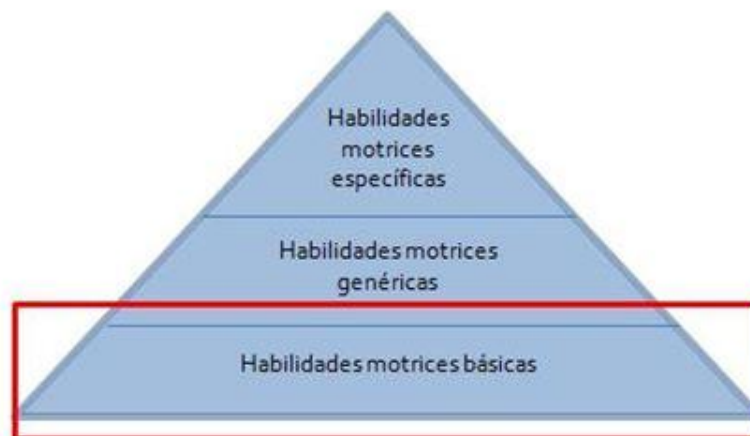 Habilidades
motrices
específicas
Habilidades motrices
genéricas
Habilidades motrices básicas